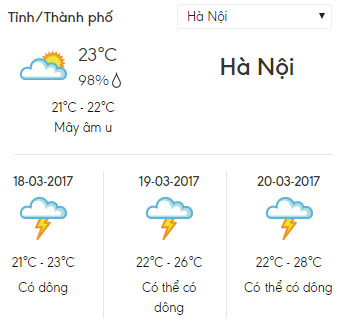 Tỉnh/Thành phố
Hà Nội
23°C
98%
21°C - 22°C
Mây âm u
Hà Nội
18-03-2017
19-03-2017
20-03-2017
21°C - 23°C
22°C - 26°C
22°C - 28°C
Có dông
Có thể có
dông
Có thể có dông